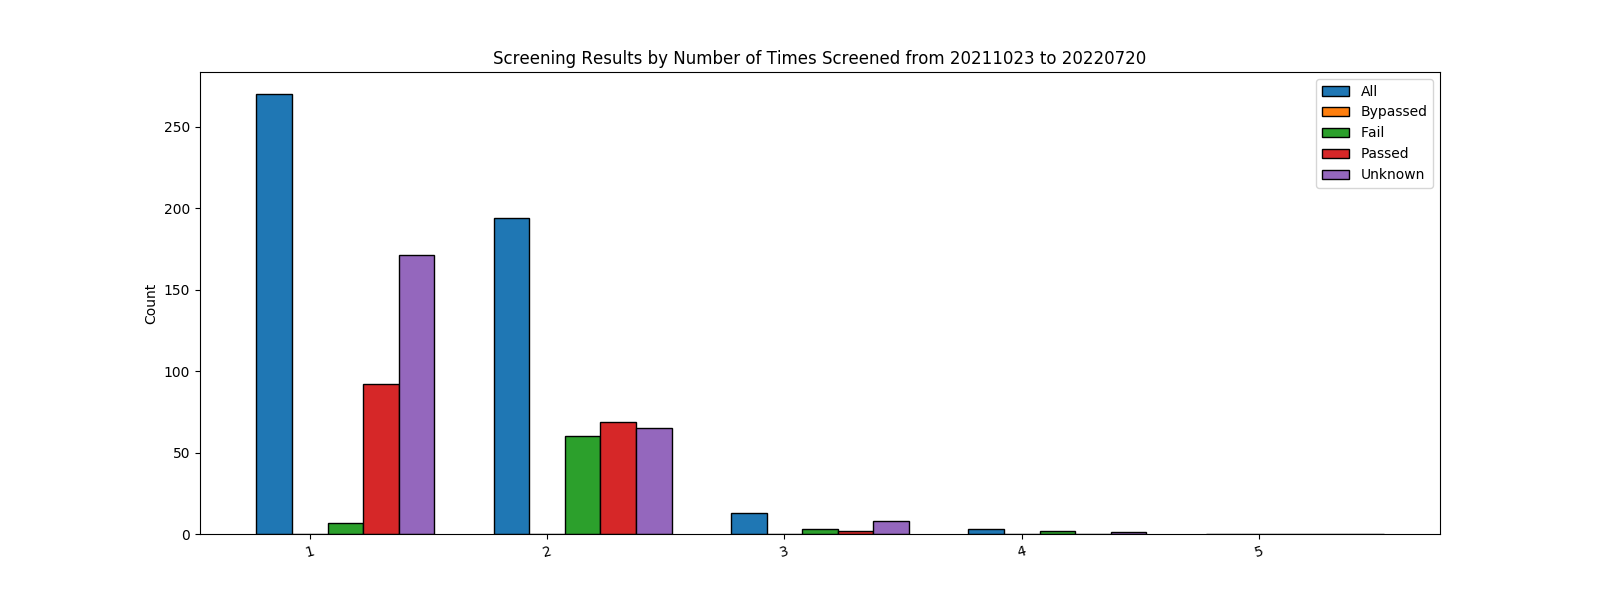 Screening Results by Number of Times Screened from 20211023 to 20220720
All
Bypassed
Fail
Passed
Unknown
Count
250
200
150
100
50
0
1
2
3
4
5